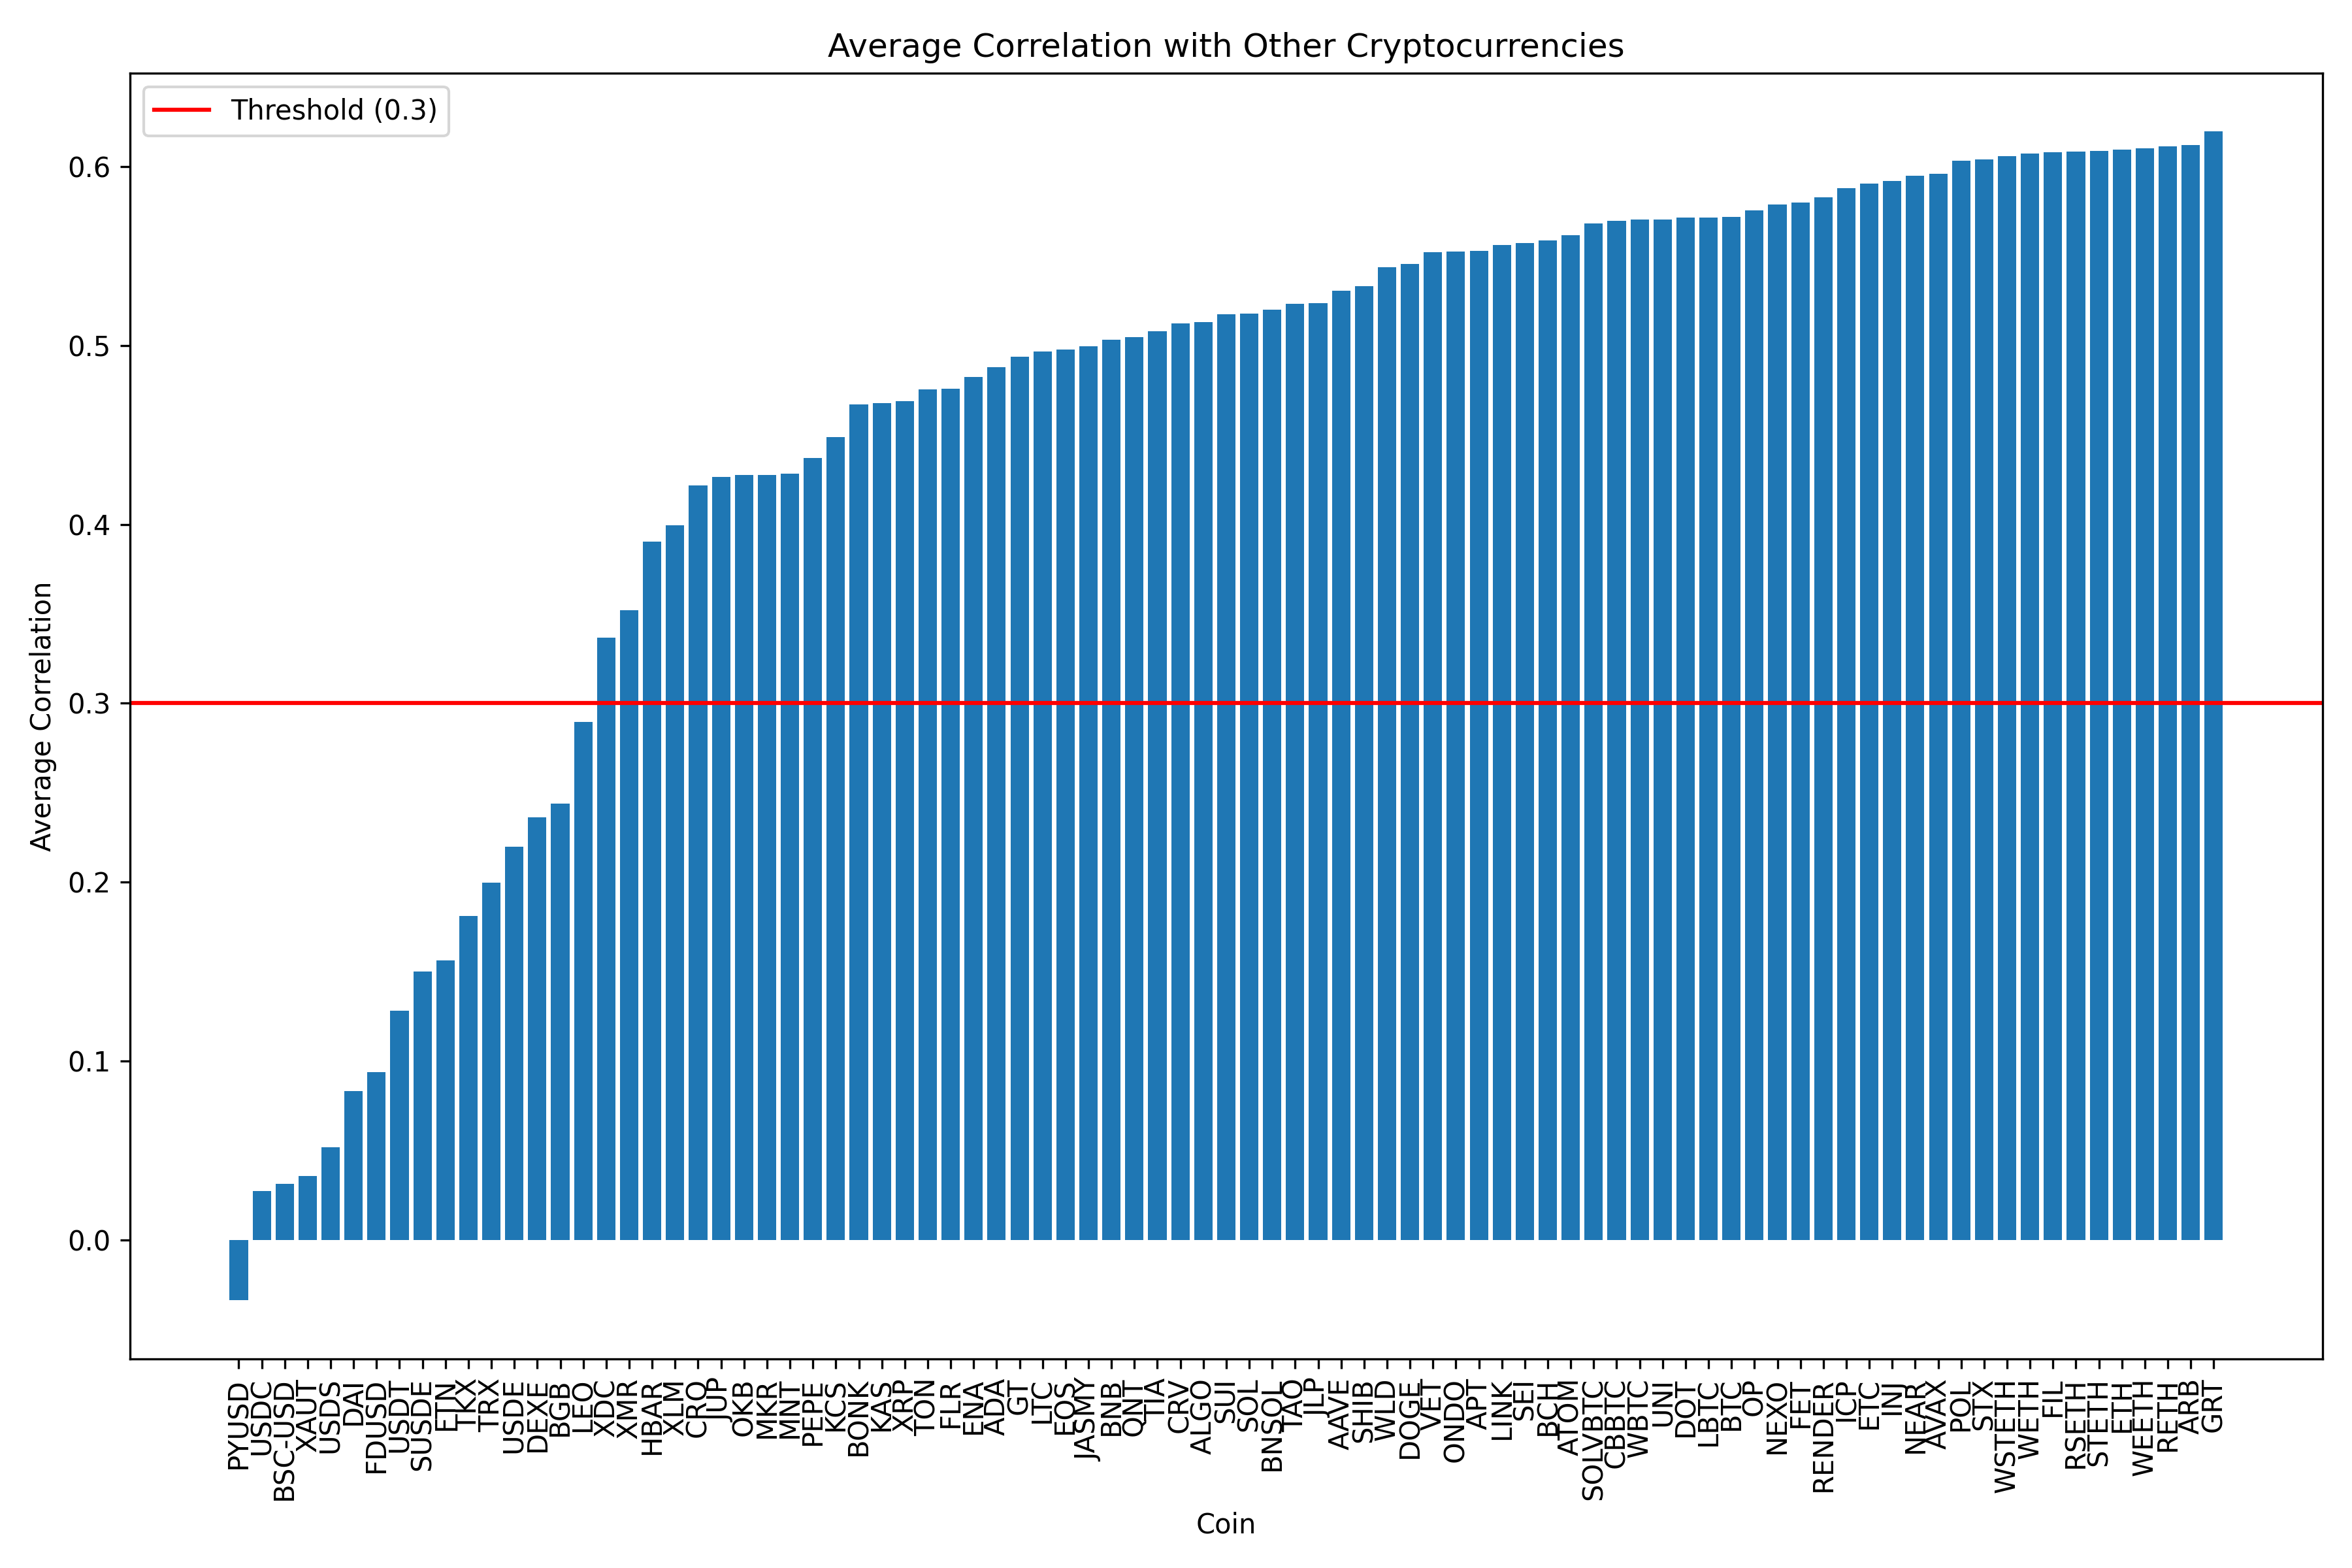 Average Correlation with Other Cryptocurrencies
Threshold (0.3)
Average Correlation
0.6
0.5
0.4
0.3
0.2
0.1
0.0
PYUSD
USDC
BSC-USD
XAUT
USDS
DAI
FDUSD
USDT
SUSDE
ETN
TKX
TRX
USDE
DEXE
BGB
LEO
XDC
XMR
HBAR
XLM
CRO
JUP
OKB
MKR
MNT
PEPE
KCS
BONK
KAS
XRP
TON
FLR
ENA
ADA
GT
LTC
EOS
JASMY
BNB
QNT
TIA
CRV
ALGO
SUI
SOL
BNSOL
TAO
JLP
AAVE
SHIB
WLD
DOGE
VET
ONDO
APT
LINK
SEI
BCH
ATOM
SOLVBTC
CBBTC
WBTC
UNI
DOT
LBTC
BTC
OP
NEXO
FET
RENDER
ICP
ETC
INJ
NEAR
AVAX
POL
STX
WSTETH
WETH
FIL
RSETH
STETH
ETH
WEETH
RETH
ARB
GRT
Coin